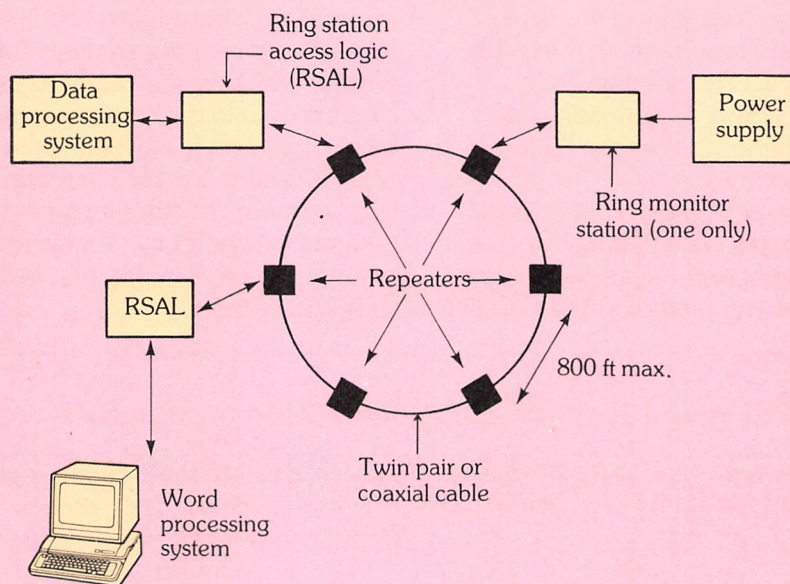 Ring station
access logic
(RSAL)
Data
processing
system
Power
supply
Ring monitor
station (one only)
Repeaters
RSAL
800 ft max.
Twin pair or
coaxial cable
Word
processing
system